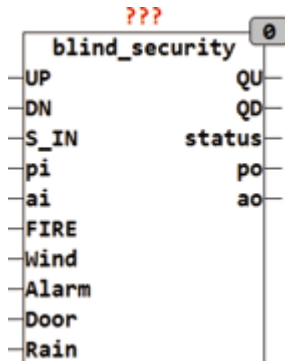 ???
0
blind_security
UP QU
DN QD
S_IN status
pi po
ai ao
FIRE
Wind
Alarm
Door
Rain